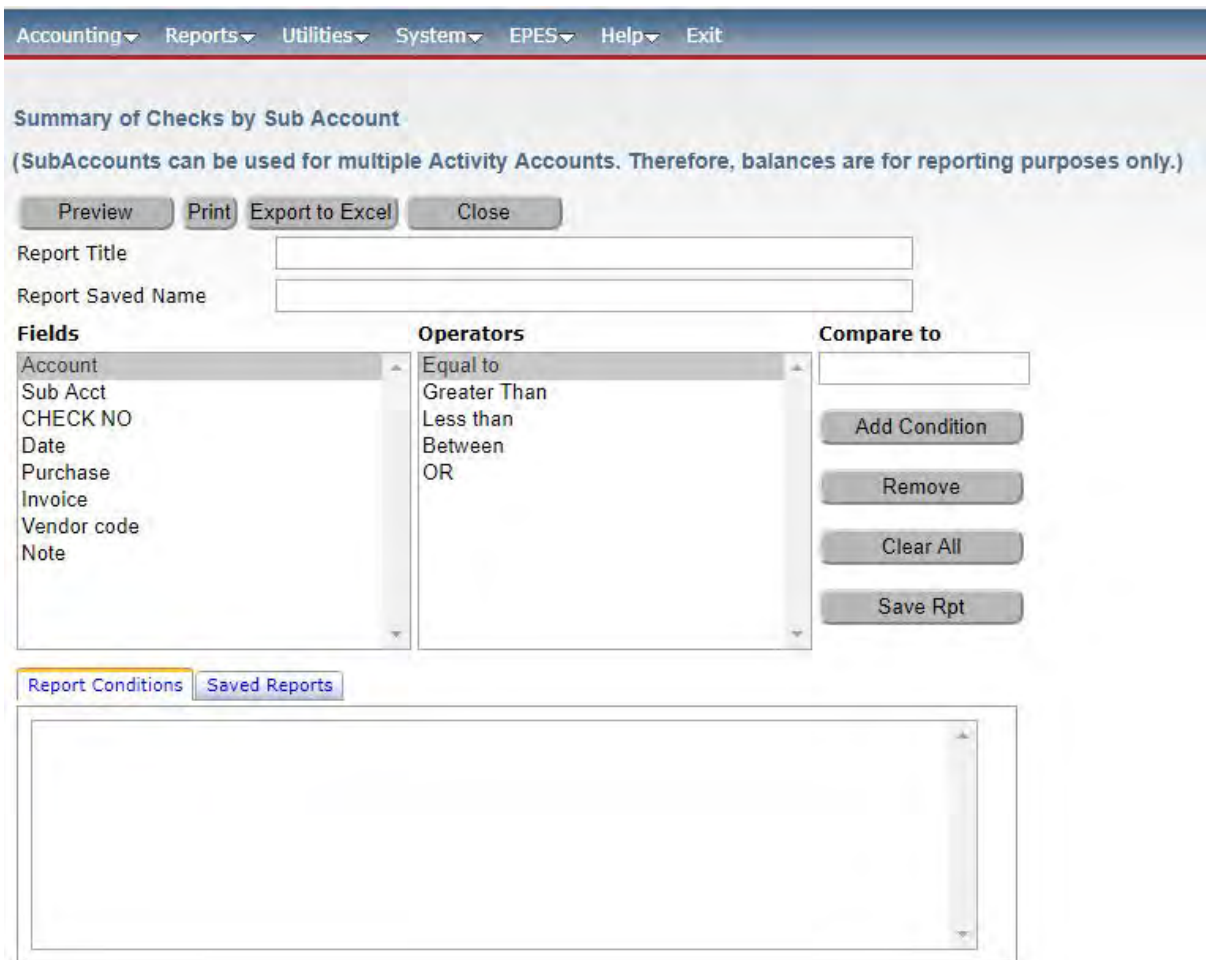 Accounting Reports Utilities System EPES Help Exit
Summary of Checks by Sub Account
(SubAccounts can be used for multiple Activity Accounts. Therefore, balances are for reporting purposes only.)
Preview Print Export to Excel Close
Report Title
Report Saved Name
Fields Operators Compare to
Account Equal to
Sub Acct Greater Than
CHECK NO Less than
Date Between
Purchase OR
Invoice
Vendor code
Note
Add Condition
Remove
Clear All
Save Rpt
Report Conditions Saved Reports